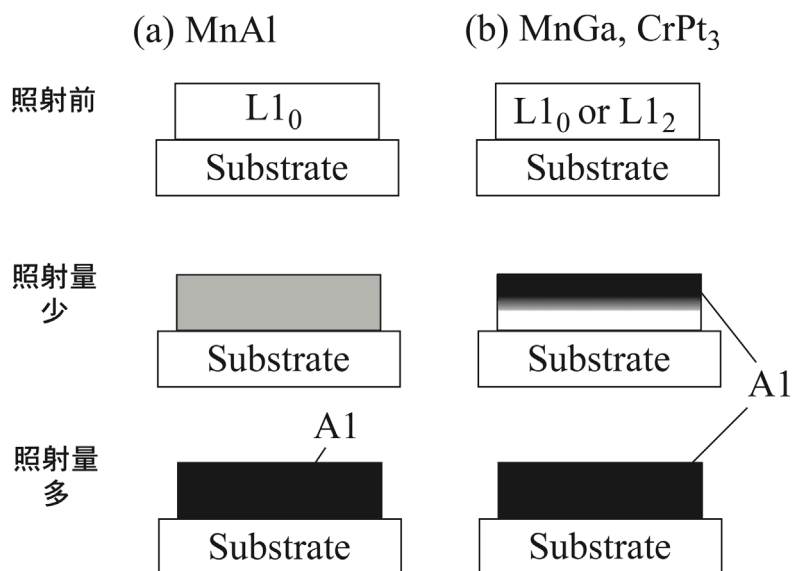 (a) MnAl
(b) MnGa, CrPt₃
照射前
L1₀
L1₀ or L1₂
Substrate
Substrate
照射量
少
Substrate
Substrate
A1
A1
照射量
多
Substrate
Substrate